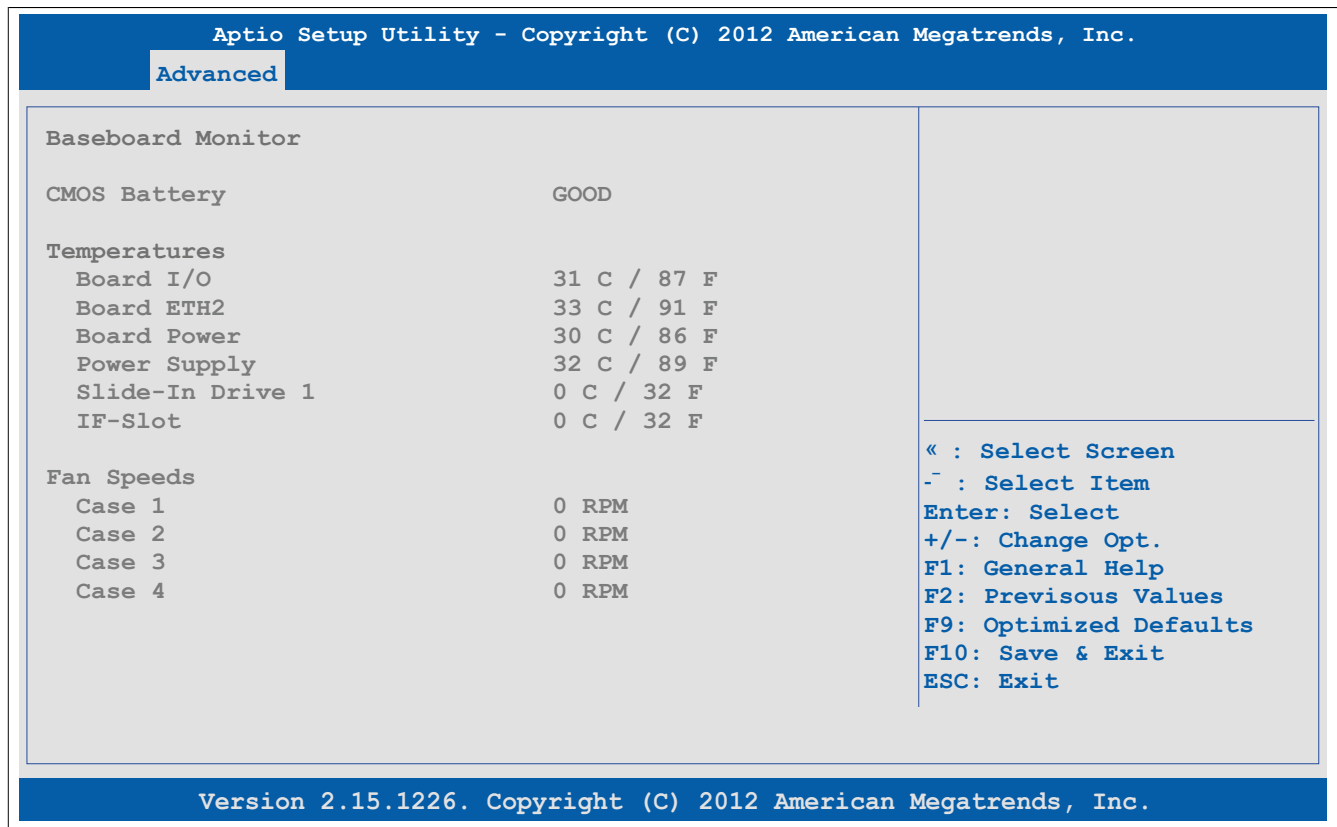 Aptio Setup Utility - Copyright (C) 2012 American Megatrends, Inc.
Advanced
Baseboard Monitor
CMOS Battery GOOD
Temperatures
Board I/O 31 C / 87 F
Board ETH2 33 C / 91 F
Board Power 30 C / 86 F
Power Supply 32 C / 89 F
Slide-In Drive 1 0 C / 32 F
IF-Slot 0 C / 32 F
Fan Speeds
Case 1 0 RPM
Case 2 0 RPM
Case 3 0 RPM
Case 4 0 RPM
« : Select Screen
-¯ : Select Item
Enter: Select
+/-: Change Opt.
F1: General Help
F2: Previsous Values
F9: Optimized Defaults
F10: Save & Exit
ESC: Exit
Version 2.15.1226. Copyright (C) 2012 American Megatrends, Inc.